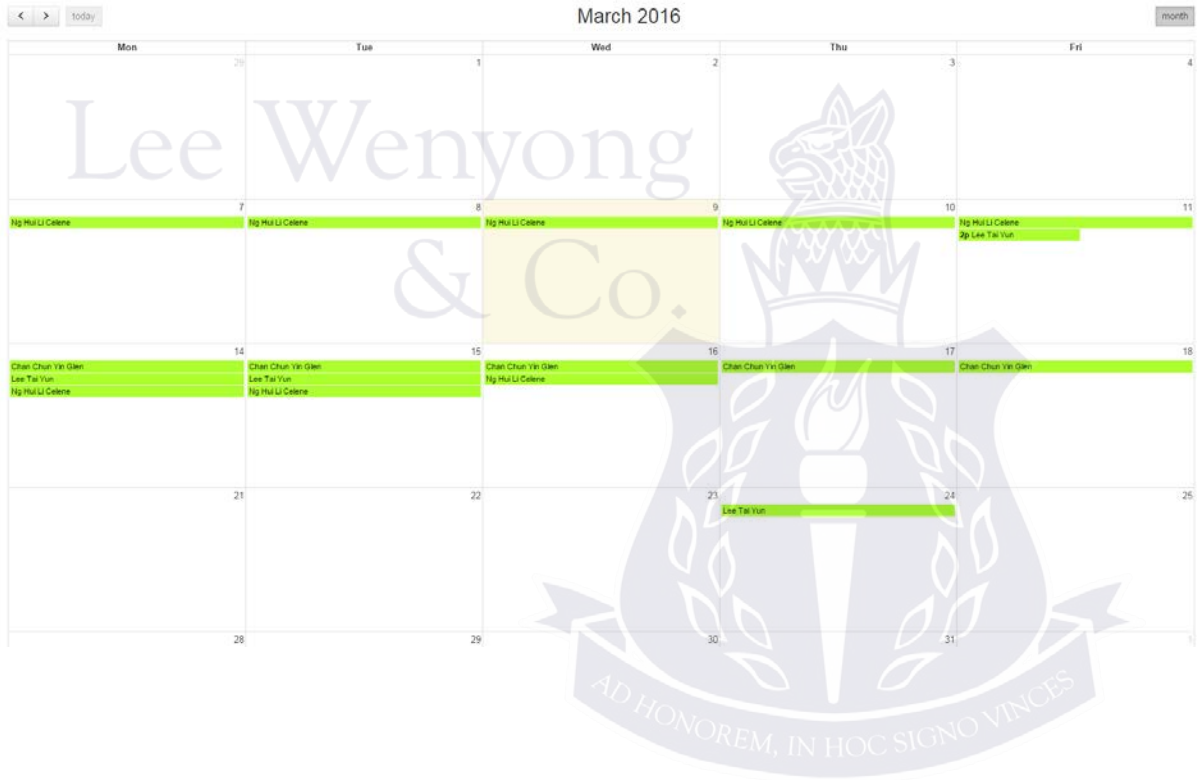 today
March 2016
month
Mon Tue Wed Thu Fri
29 1 2 3 4
Lee Wenyong
7 8 9 10 11
Ng Hui Li Celene Ng Hui Li Celene Ng Hui Li Celene Ng Hui Li Celene Ng Hui Li Celene
2p Lee Tai Yun
& Co.
14 15 16 17 18
Chan Chun Yin Glen Chan Chun Yin Glen Chan Chun Yin Glen Chan Chun Yin Glen Chan Chun Yin Glen
Lee Tai Yun Lee Tai Yun Ng Hui Li Celene
Ng Hui Li Celene Ng Hui Li Celene
21 22 23 24 25
Lee Tai Yun
28 29 30 31 1
AD HONOREM, IN HOC SIGNO VINCES